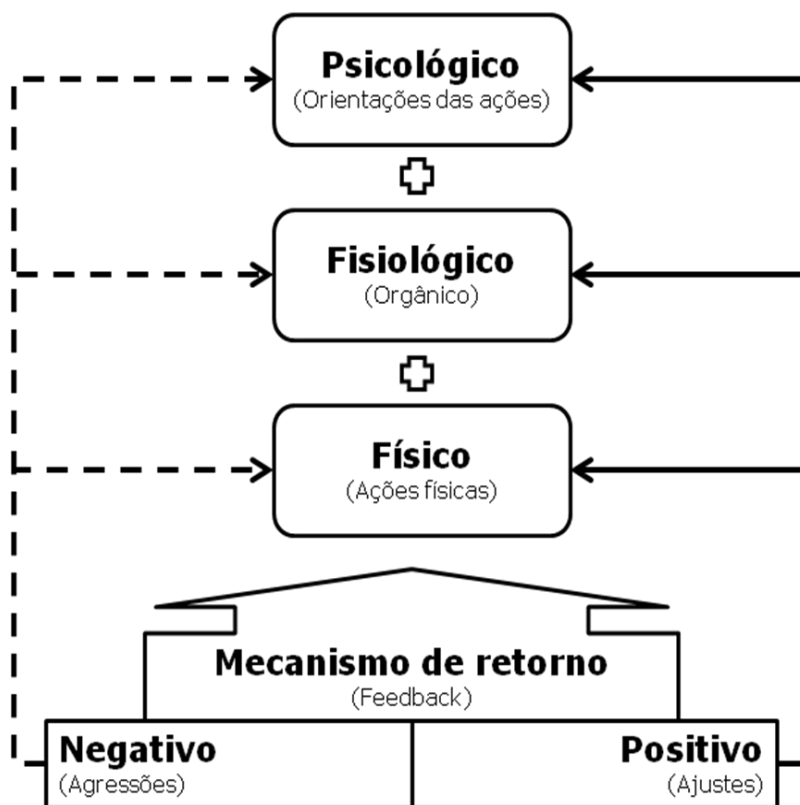 Psicológico
(Orientações das ações)
Fisiológico
(Orgânico)
Físico
(Ações físicas)
Mecanismo de retorno
(Feedback)
Negativo
(Agressões)
Positivo
(Ajustes)